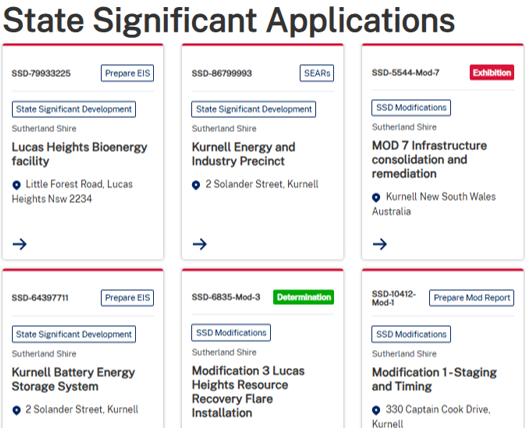 State Significant Applications
SSD-79933225
Prepare EIS
State Significant Development
Sutherland Shire
Lucas Heights Bioenergy
facility
Little Forest Road, Lucas
Heights Nsw 2234
SSD-86799993
SEARs
State Significant Development
Sutherland Shire
Kurnell Energy and
Industry Precinct
2 Solander Street, Kurnell
SSD-5544-Mod-7
Exhibition
SSD Modifications
Sutherland Shire
MOD 7 Infrastructure
consolidation and
remediation
Kurnell New South Wales
Australia
SSD-64397711
Prepare EIS
State Significant Development
Sutherland Shire
Kurnell Battery Energy
Storage System
2 Solander Street, Kurnell
SSD-6835-Mod-3
Determination
SSD Modifications
Sutherland Shire
Modification 3 Lucas
Heights Resource
Recovery Flare
Installation
SSD-10412-
Mod-1
Prepare Mod Report
SSD Modifications
Sutherland Shire
Modification 1 - Staging
and Timing
330 Captain Cook Drive,
Kurnell